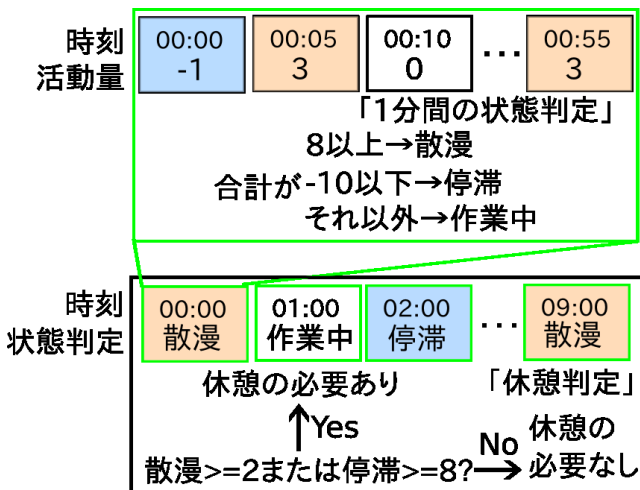 時刻 00:00 00:05 00:10 ... 00:55
活動量 -1 3 0 3
「1分間の状態判定」
8以上→散漫
合計が-10以下→停滞
それ以外→作業中
時刻 00:00 01:00 02:00 ... 09:00
状態判定 散漫 作業中 停滞 散漫
休憩の必要あり 「休憩判定」
Yes
No 休憩の
散漫>=2または停滞>=8? 必要なし